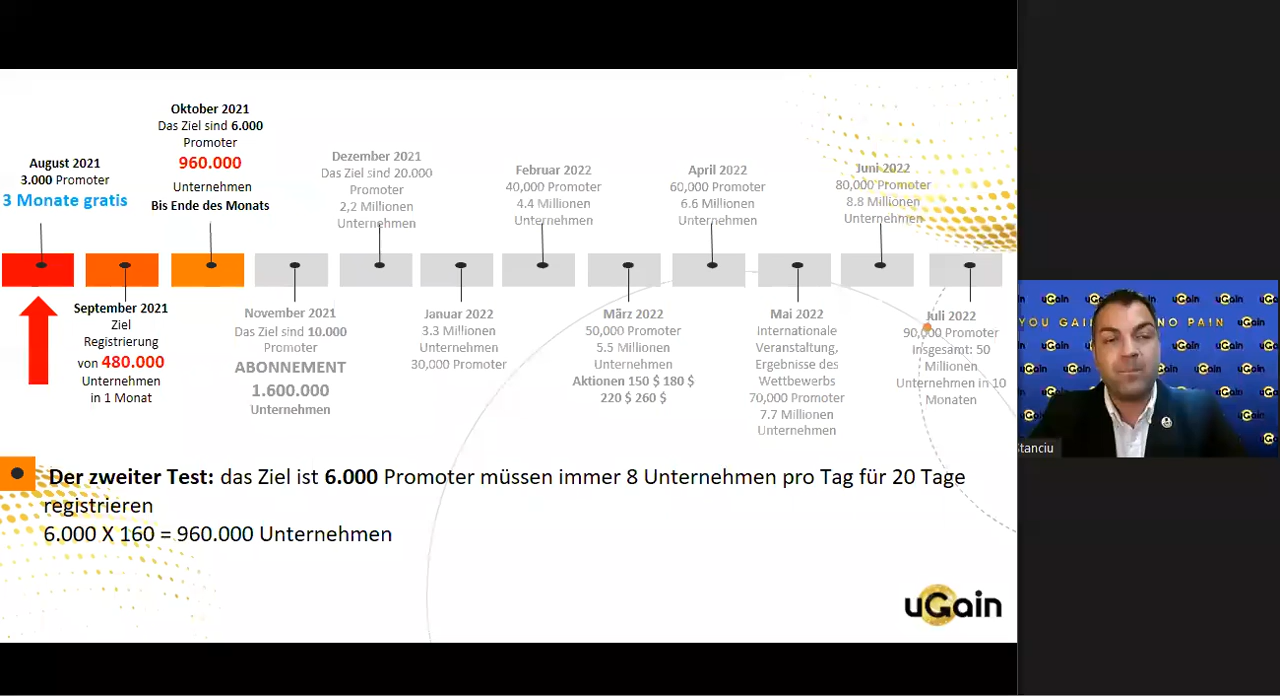 August 2021
3.000 Promoter
3 Monate gratis
September 2021
Ziel
Registrierung
von 480.000
Unternehmen
in 1 Monat
Oktober 2021
Das Ziel sind 6.000
Promoter
960.000
Unternehmen
Bis Ende des Monats
November 2021
Das Ziel sind 10.000
Promoter
ABONNEMENT
1.600.000
Unternehmen
Dezember 2021
Das Ziel sind 20.000
Promoter
2,2 Millionen
Unternehmen
Januar 2022
3.3 Millionen
Unternehmen
30,000 Promoter
Februar 2022
40,000 Promoter
4.4 Millionen
Unternehmen
März 2022
50,000 Promoter
5.5 Millionen
Unternehmen
Aktionen 150 $ 180 $
220 $ 260 $
April 2022
60,000 Promoter
6.6 Millionen
Unternehmen
Mai 2022
Internationale
Veranstaltung,
Ergebnisse des
Wettbewerbs
70,000 Promoter
7.7 Millionen
Unternehmen
Juni 2022
80,000 Promoter
8.8 Millionen
Unternehmen
Juli 2022
90,000 Promoter
Insgesamt: 50
Millionen
Unternehmen in 10
Monaten
Der zweiter Test: das Ziel ist 6.000 Promoter müssen immer 8 Unternehmen pro Tag für 20 Tage
registrieren
6.000 X 160 = 960.000 Unternehmen
uGain
YOU GAIN NO PAIN
Stanciu